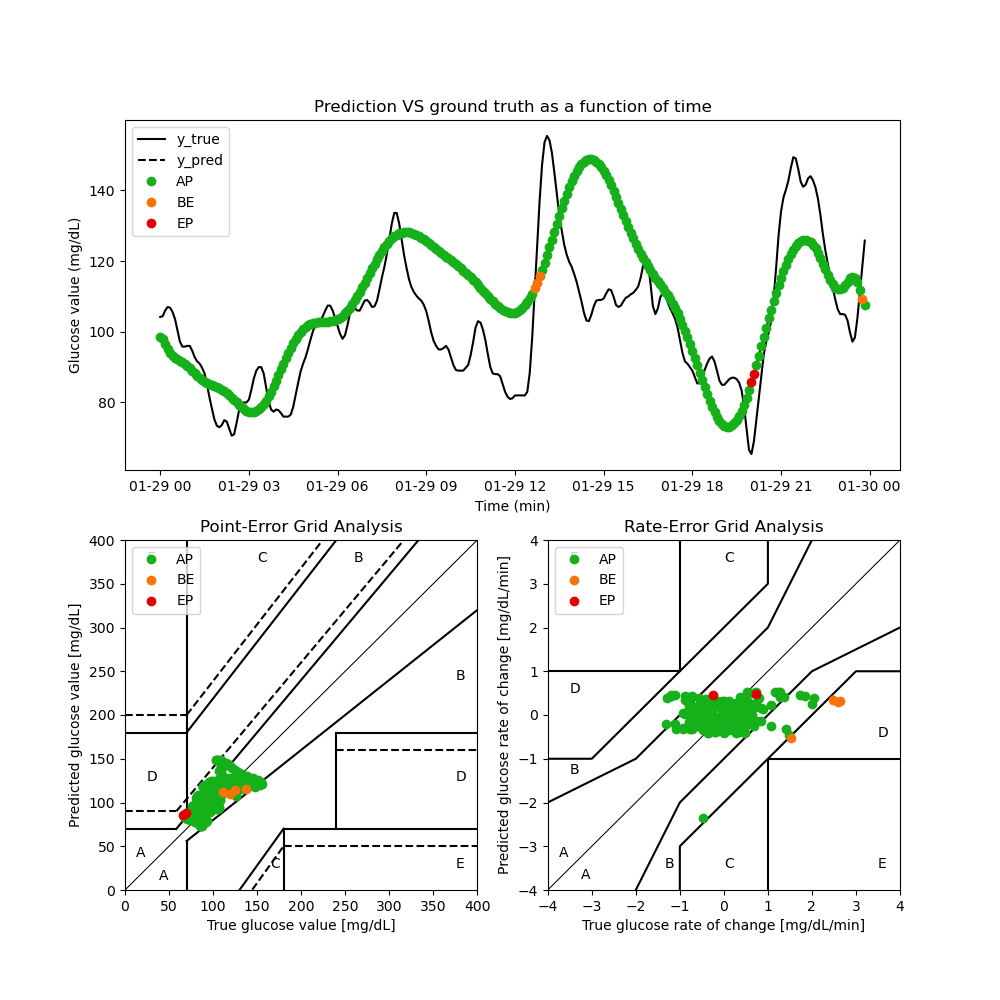 Prediction VS ground truth as a function of time
Glucose value (mg/dL)
140
120
100
80
y_true
y_pred
AP
BE
EP
01-29 00 01-29 03 01-29 06 01-29 09 01-29 12 01-29 15 01-29 18 01-29 21 01-30 00
Time (min)
Point-Error Grid Analysis
Predicted glucose value [mg/dL]
400
350
300
250
200
150
100
50
0
AP
BE
EP
C B
B
D D
A
A C E
0 50 100 150 200 250 300 350 400
True glucose value [mg/dL]
Rate-Error Grid Analysis
Predicted glucose rate of change [mg/dL/min]
4
3
2
1
0
−1
−2
−3
−4
AP
BE
EP
C
D
D
B
A
A B C E
−4 −3 −2 −1 0 1 2 3 4
True glucose rate of change [mg/dL/min]